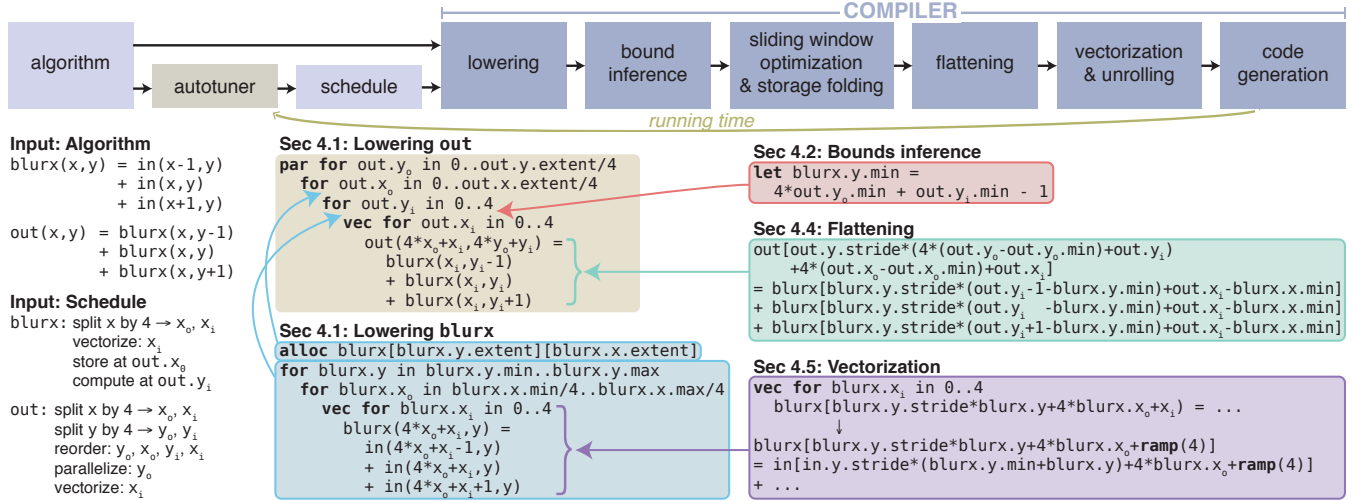 COMPILER
algorithm
autotuner
schedule
lowering
bound
inference
sliding window
optimization
& storage folding
flattening
vectorization
& unrolling
code
generation
running time
Input: Algorithm
blurx(x,y) = in(x-1,y)
+ in(x,y)
+ in(x+1,y)
out(x,y) = blurx(x,y-1)
+ blurx(x,y)
+ blurx(x,y+1)
Input: Schedule
blurx: split x by 4 → xₒ, xᵢ
vectorize: xᵢ
store at out.x₀
compute at out.yᵢ
out: split x by 4 → xₒ, xᵢ
split y by 4 → yₒ, yᵢ
reorder: yₒ, xₒ, yᵢ, xᵢ
parallelize: yₒ
vectorize: xᵢ
Sec 4.1: Lowering out
par for out.yₒ in 0..out.y.extent/4
for out.xₒ in 0..out.x.extent/4
for out.yᵢ in 0..4
vec for out.xᵢ in 0..4
out(4*xₒ+xᵢ,4*yₒ+yᵢ) =
blurx(xᵢ,yᵢ-1)
+ blurx(xᵢ,yᵢ)
+ blurx(xᵢ,yᵢ+1)
Sec 4.1: Lowering blurx
alloc blurx[blurx.y.extent][blurx.x.extent]
for blurx.y in blurx.y.min..blurx.y.max
for blurx.xₒ in blurx.x.min/4..blurx.x.max/4
vec for blurx.xᵢ in 0..4
blurx(4*xₒ+xᵢ,y) =
in(4*xₒ+xᵢ-1,y)
+ in(4*xₒ+xᵢ,y)
+ in(4*xₒ+xᵢ+1,y)
Sec 4.2: Bounds inference
let blurx.y.min =
4*out.yₒ.min + out.yᵢ.min - 1
Sec 4.4: Flattening
out[out.y.stride*(4*(out.yₒ-out.yₒ.min)+out.yᵢ)
+4*(out.xₒ-out.xₒ.min)+out.xᵢ]
= blurx[blurx.y.stride*(out.yᵢ-1-blurx.y.min)+out.xᵢ-blurx.x.min]
+ blurx[blurx.y.stride*(out.yᵢ -blurx.y.min)+out.xᵢ-blurx.x.min]
+ blurx[blurx.y.stride*(out.yᵢ+1-blurx.y.min)+out.xᵢ-blurx.x.min]
Sec 4.5: Vectorization
vec for blurx.xᵢ in 0..4
blurx[blurx.y.stride*blurx.y+4*blurx.xₒ+xᵢ) = ...
↓
blurx[blurx.y.stride*blurx.y+4*blurx.xₒ+ramp(4)]
= in[in.y.stride*(blurx.y.min+blurx.y)+4*blurx.xₒ+ramp(4)]
+ ...